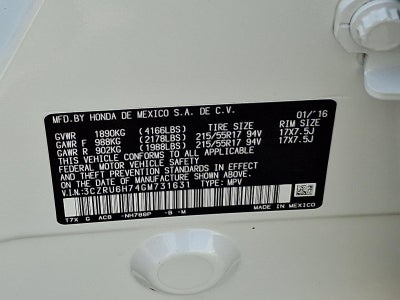 MFD.BY HONDA DE MEXICO S.A. DE C.V. 01/'16
TIRE SIZE RIM SIZE
GVWR 1890KG (4166LBS)
GAWR F 988KG (2178LBS) 215/55R17 94V 17X7.5J
GAWR R 902KG (1988LBS) 215/55R17 94V 17X7.5J
THIS VEHICLE CONFORMS TO ALL APPLICABLE
FEDERAL MOTOR VEHICLE SAFETY AND THEFT PREVENTION
STANDARDS IN EFFECT ON THE DATE OF MANUFACTURE SHOWN ABOVE.
V.I.N:3CZRU6H74GM731631 TYPE: MPV
T7X G AC8 -NH788P -B -M
MADE IN
MEXICO